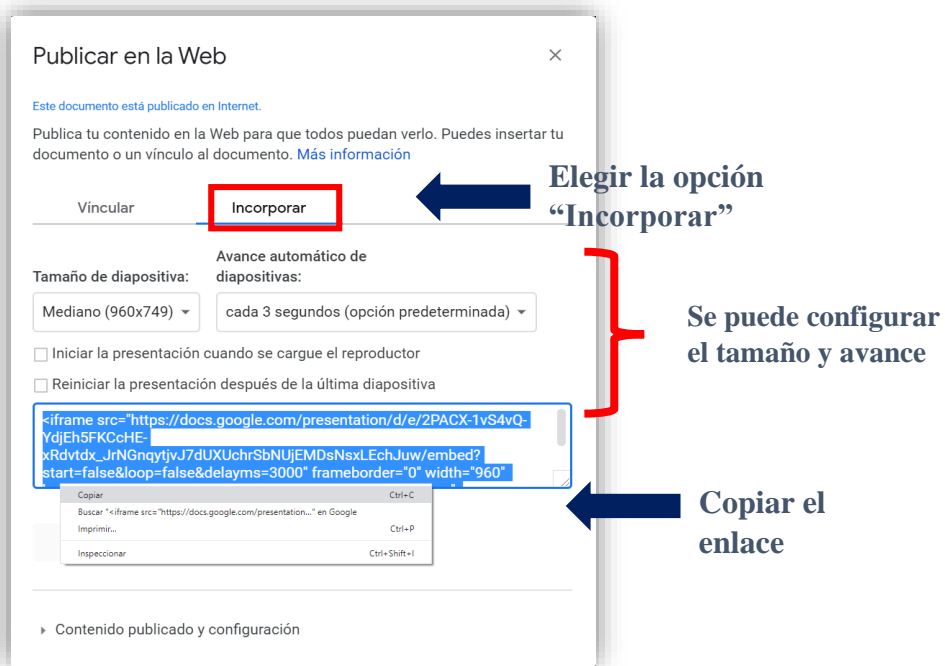 Publicar en la Web
Este documento está publicado en Internet.
Publica tu contenido en la Web para que todos puedan verlo. Puedes insertar tu
documento o un vínculo al documento. Más información
Víncular
Incorporar
Elegir la opción
“Incorporar”
Tamaño de diapositiva:
Avance automático de
diapositivas:
Mediano (960x749)
cada 3 segundos (opción predeterminada)
Iniciar la presentación cuando se cargue el reproductor
Reiniciar la presentación después de la última diapositiva
Se puede configurar
el tamaño y avance
<iframe src="https://docs.google.com/presentation/d/e/2PACX-1vS4vQ-
YdjEh5FKCcHE-
xRdvtdx_JrNGnqytjvJ7dUXUchrSbNUjEMDsNsxLEchJuw/embed?
start=false&loop=false&delayms=3000" frameborder="0" width="960"
Copiar Ctrl+C
Buscar "<iframe src="https://docs.google.com/presentation..." en Google
Imprimir... Ctrl+P
Inspeccionar Ctrl+Shift+I
Copiar el
enlace
Contenido publicado y configuración